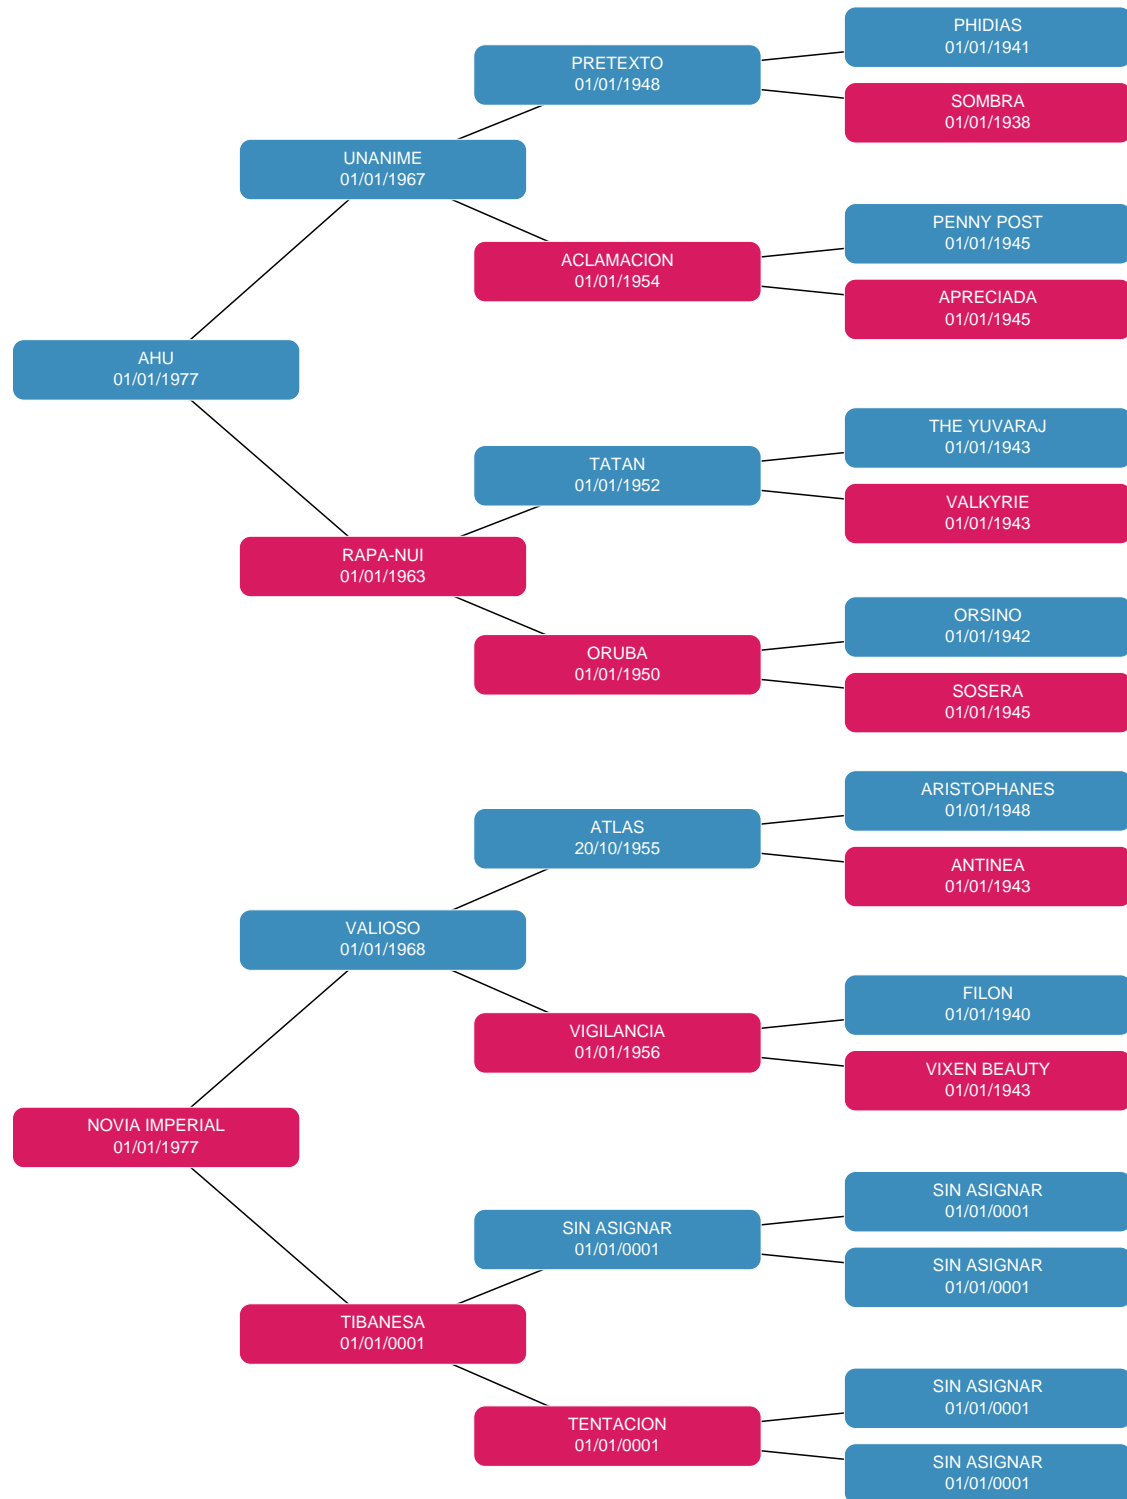 PHIDIAS
01/01/1941
PRETEXTO
01/01/1948
SOMBRA
01/01/1938
UNANIME
01/01/1967
PENNY POST
01/01/1945
ACLAMACION
01/01/1954
APRECIADA
01/01/1945
AHU
01/01/1977
THE YUVARAJ
01/01/1943
TATAN
01/01/1952
VALKYRIE
01/01/1943
RAPA-NUI
01/01/1963
ORSINO
01/01/1942
ORUBA
01/01/1950
SOSERA
01/01/1945
ARISTOPHANES
01/01/1948
ATLAS
20/10/1955
ANTINEA
01/01/1943
VALIOSO
01/01/1968
FILON
01/01/1940
VIGILANCIA
01/01/1956
VIXEN BEAUTY
01/01/1943
NOVIA IMPERIAL
01/01/1977
SIN ASIGNAR
01/01/0001
SIN ASIGNAR
01/01/0001
SIN ASIGNAR
01/01/0001
TIBANESA
01/01/0001
SIN ASIGNAR
01/01/0001
TENTACION
01/01/0001
SIN ASIGNAR
01/01/0001